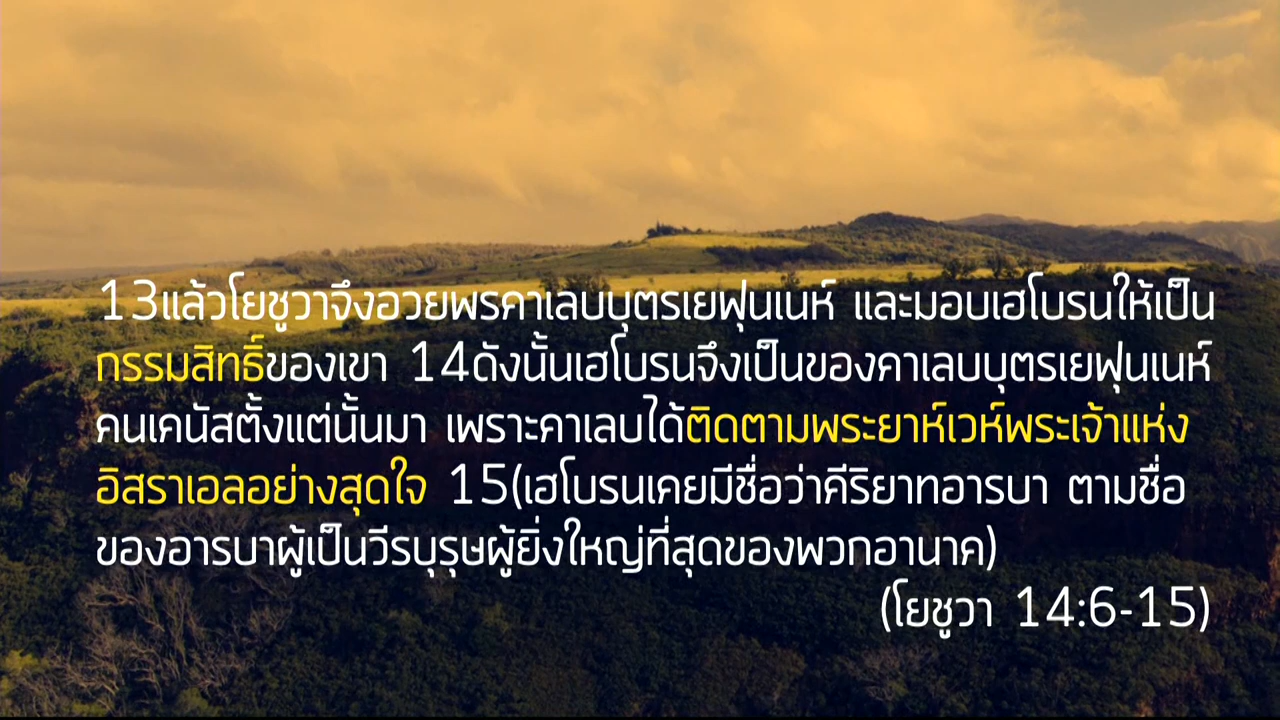 13แล้วโยชูวาจึงอวยพรคาเลบบุตรเยฟุนเนห์ และมอบเฮโบรนให้เป็น
กรรมสิทธิ์ของเขา 14ดังนั้นเฮโบรนจึงเป็นของคาเลบบุตรเยฟุนเนห์
คนเคนัสตั้งแต่นั้นมา เพราะคาเลบได้ติดตามพระยาห์เวห์พระเจ้าแห่ง
อิสราเอลอย่างสุดใจ 15(เฮโบรนเคยมีชื่อว่าคีริยาทอารบา ตามชื่อ
ของอารบาผู้เป็นวีรบุรุษผู้ยิ่งใหญ่ที่สุดของพวกอานาค)
(โยชูวา 14:6-15)